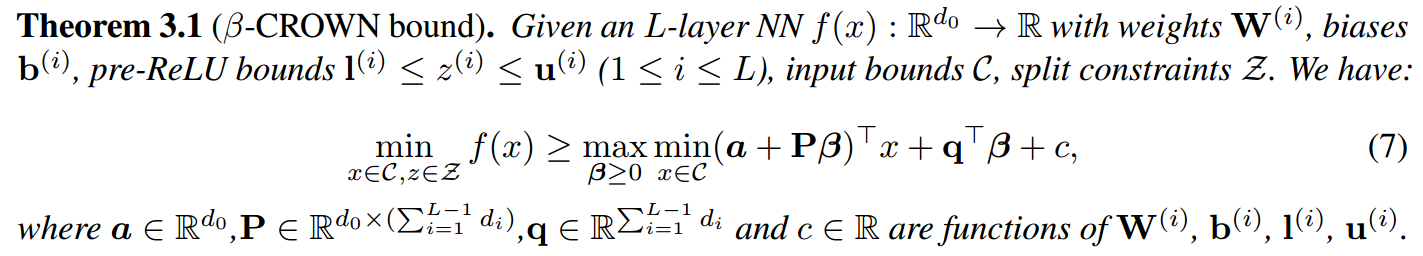 Theorem 3.1 (β-CROWN bound). Given an L-layer NN f(x) : ℝ^{d_0} → ℝ with weights W^{(i)}, biases
b^{(i)}, pre-ReLU bounds l^{(i)} ≤ z^{(i)} ≤ u^{(i)} (1 ≤ i ≤ L), input bounds 𝒞, split constraints 𝒵. We have:
min_{x∈𝒞,z∈𝒵} f(x) ≥ max_{β≥0} min_{x∈𝒞} (a + Pβ)^⊤ x + q^⊤ β + c, (7)
where a ∈ ℝ^{d_0},P ∈ ℝ^{d_0×(∑_{i=1}^{L−1} d_i)},q ∈ ℝ^{∑_{i=1}^{L−1} d_i} and c ∈ ℝ are functions of W^{(i)}, b^{(i)}, l^{(i)}, u^{(i)}.